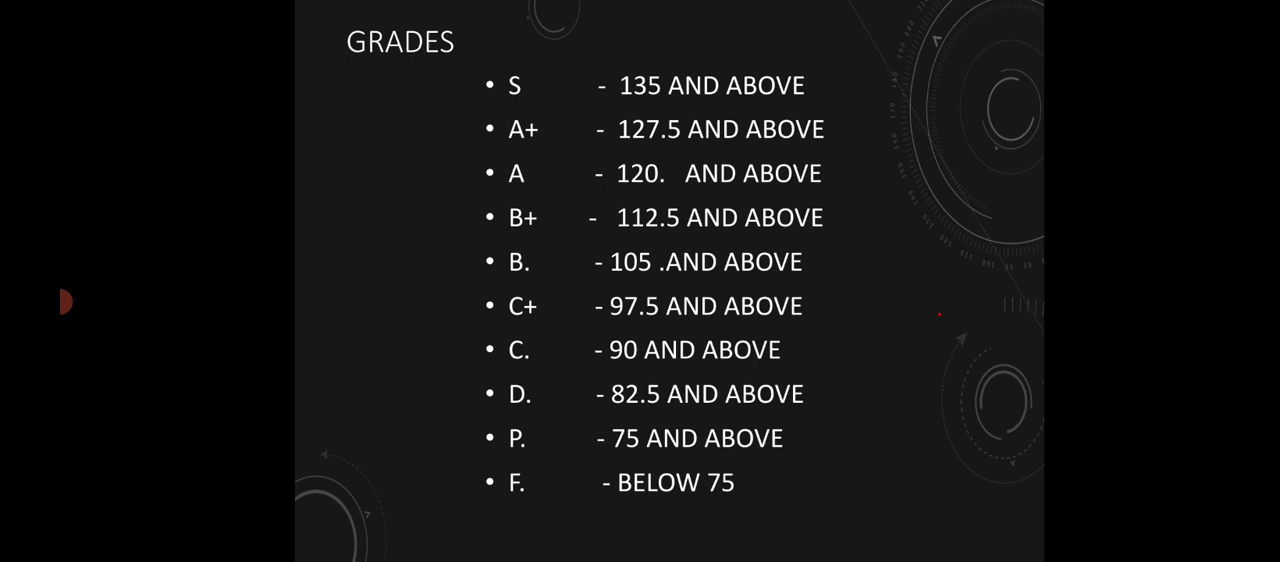 GRADES
• S - 135 AND ABOVE
• A+ - 127.5 AND ABOVE
• A - 120. AND ABOVE
• B+ - 112.5 AND ABOVE
• B. - 105 .AND ABOVE
• C+ - 97.5 AND ABOVE
• C. - 90 AND ABOVE
• D. - 82.5 AND ABOVE
• P. - 75 AND ABOVE
• F. - BELOW 75